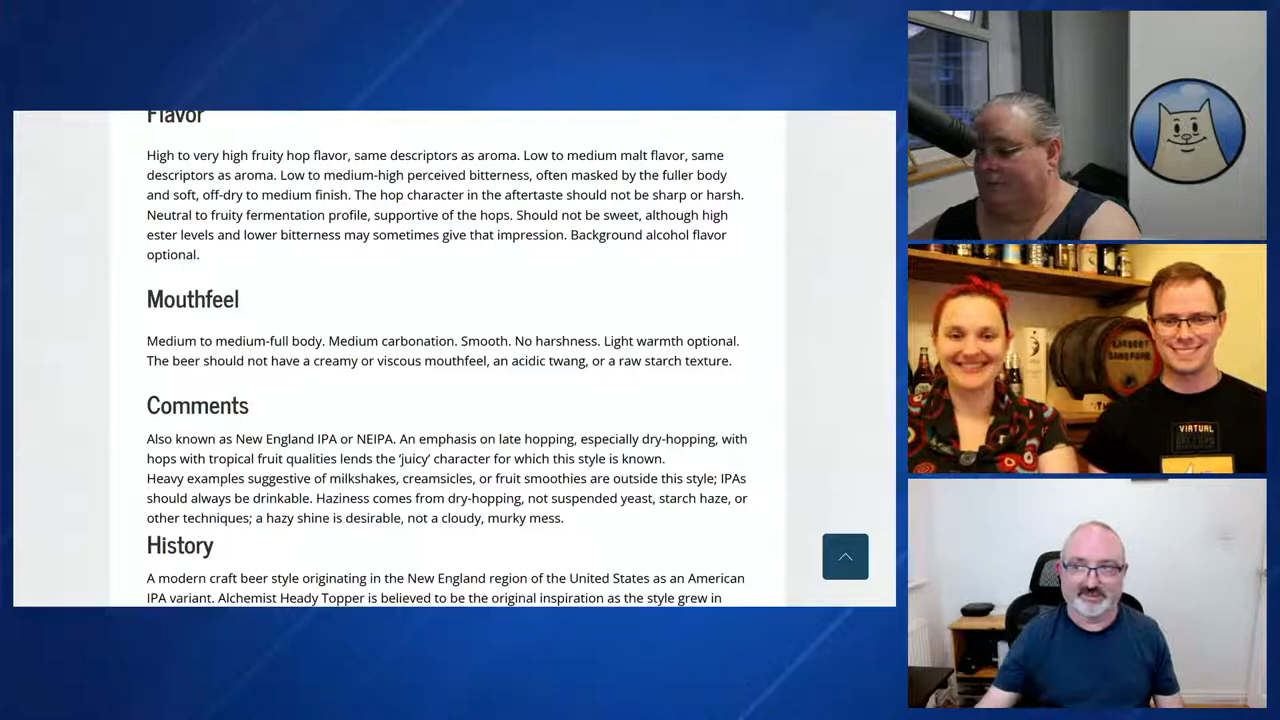 Flavor
High to very high fruity hop flavor, same descriptors as aroma. Low to medium malt flavor, same
descriptors as aroma. Low to medium-high perceived bitterness, often masked by the fuller body
and soft, off-dry to medium finish. The hop character in the aftertaste should not be sharp or harsh.
Neutral to fruity fermentation profile, supportive of the hops. Should not be sweet, although high
ester levels and lower bitterness may sometimes give that impression. Background alcohol flavor
optional.
Mouthfeel
Medium to medium-full body. Medium carbonation. Smooth. No harshness. Light warmth optional.
The beer should not have a creamy or viscous mouthfeel, an acidic twang, or a raw starch texture.
Comments
Also known as New England IPA or NEIPA. An emphasis on late hopping, especially dry-hopping, with
hops with tropical fruit qualities lends the ‘juicy’ character for which this style is known.
Heavy examples suggestive of milkshakes, creamsicles, or fruit smoothies are outside this style; IPAs
should always be drinkable. Haziness comes from dry-hopping, not suspended yeast, starch haze, or
other techniques; a hazy shine is desirable, not a cloudy, murky mess.
History
A modern craft beer style originating in the New England region of the United States as an American
IPA variant. Alchemist Heady Topper is believed to be the original inspiration as the style grew in
VIRTUAL